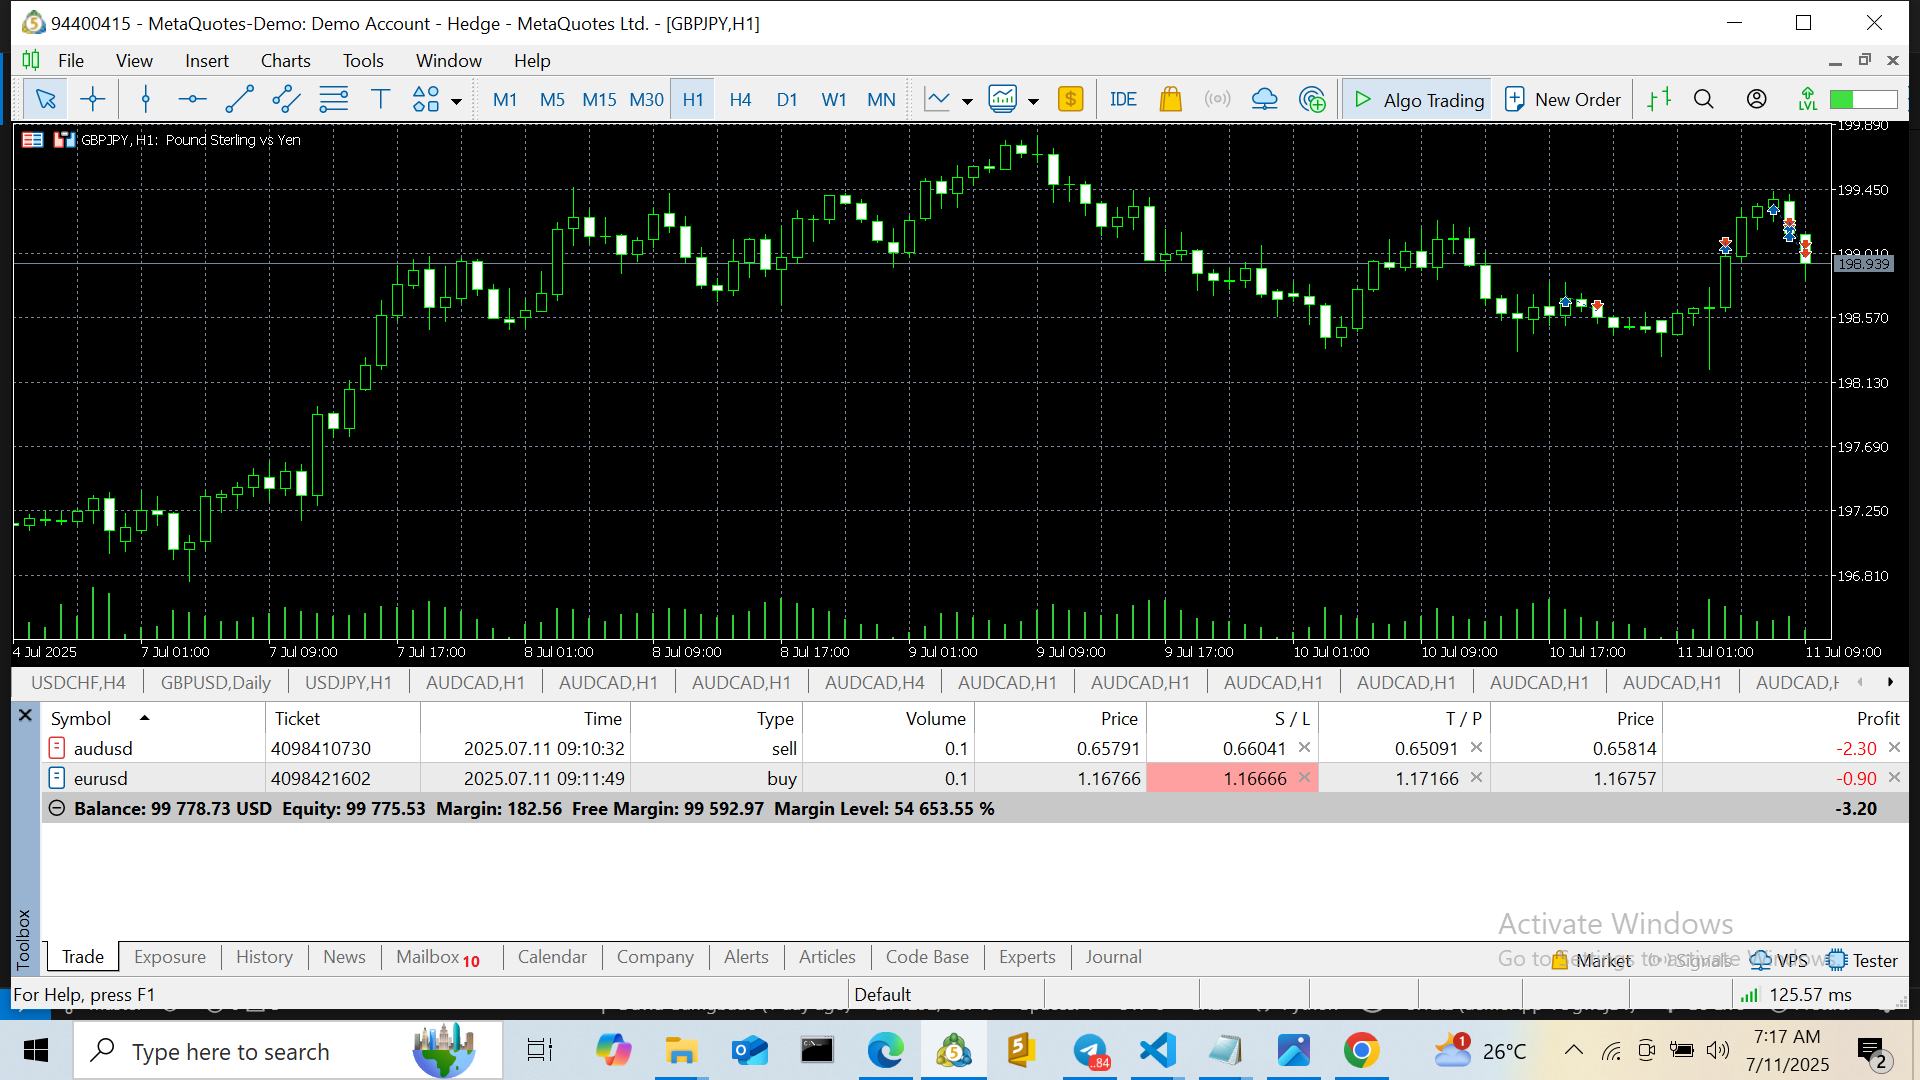 94400415 - MetaQuotes-Demo: Demo Account - Hedge - MetaQuotes Ltd. - [GBPJPY,H1]
File View Insert Charts Tools Window Help
M1 M5 M15 M30 H1 H4 D1 W1 MN IDE Algo Trading New Order LVL
GBPJPY, H1: Pound Sterling vs Yen
199.890
199.450
199.010
198.939
198.570
198.130
197.690
197.250
196.810
4 Jul 2025 7 Jul 01:00 7 Jul 09:00 7 Jul 17:00 8 Jul 01:00 8 Jul 09:00 8 Jul 17:00 9 Jul 01:00 9 Jul 09:00 9 Jul 17:00 10 Jul 01:00 10 Jul 09:00 10 Jul 17:00 11 Jul 01:00 11 Jul 09:00
USDCHF,H4 GBPUSD,Daily USDJPY,H1 AUDCAD,H1 AUDCAD,H1 AUDCAD,H1 AUDCAD,H4 AUDCAD,H1 AUDCAD,H1 AUDCAD,H1 AUDCAD,H1 AUDCAD,H1 AUDCAD,H1
Symbol Ticket Time Type Volume Price S / L T / P Price Profit
audusd 4098410730 2025.07.11 09:10:32 sell 0.1 0.65791 0.66041 0.65091 0.65814 -2.30
eurusd 4098421602 2025.07.11 09:11:49 buy 0.1 1.16766 1.16666 1.17166 1.16757 -0.90
Balance: 99 778.73 USD Equity: 99 775.53 Margin: 182.56 Free Margin: 99 592.97 Margin Level: 54 653.55 % -3.20
Toolbox
Activate Windows
Go to Settings to activate Windows.
Trade Exposure History News Mailbox 10 Calendar Company Alerts Articles Code Base Experts Journal Market Signals VPS Tester
For Help, press F1 Default 125.57 ms
Type here to search 84 1 26°C 7:17 AM
7/11/2025 2